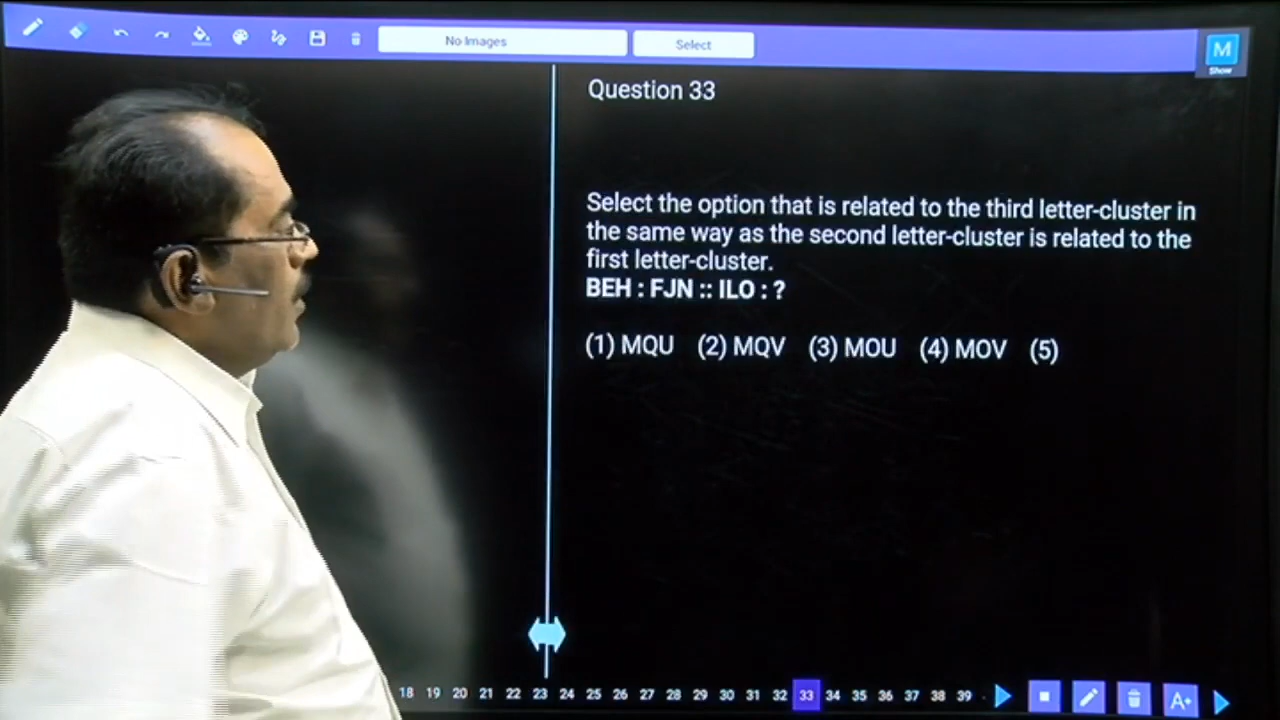 No Images
Select
M
Show
Question 33
Select the option that is related to the third letter-cluster in
the same way as the second letter-cluster is related to the
first letter-cluster.
BEH : FJN :: ILO : ?
(1) MQU (2) MQV (3) MOU (4) MOV (5)
18 19 20 21 22 23 24 25 26 27 28 29 30 31 32 33 34 35 36 37 38 39
A+